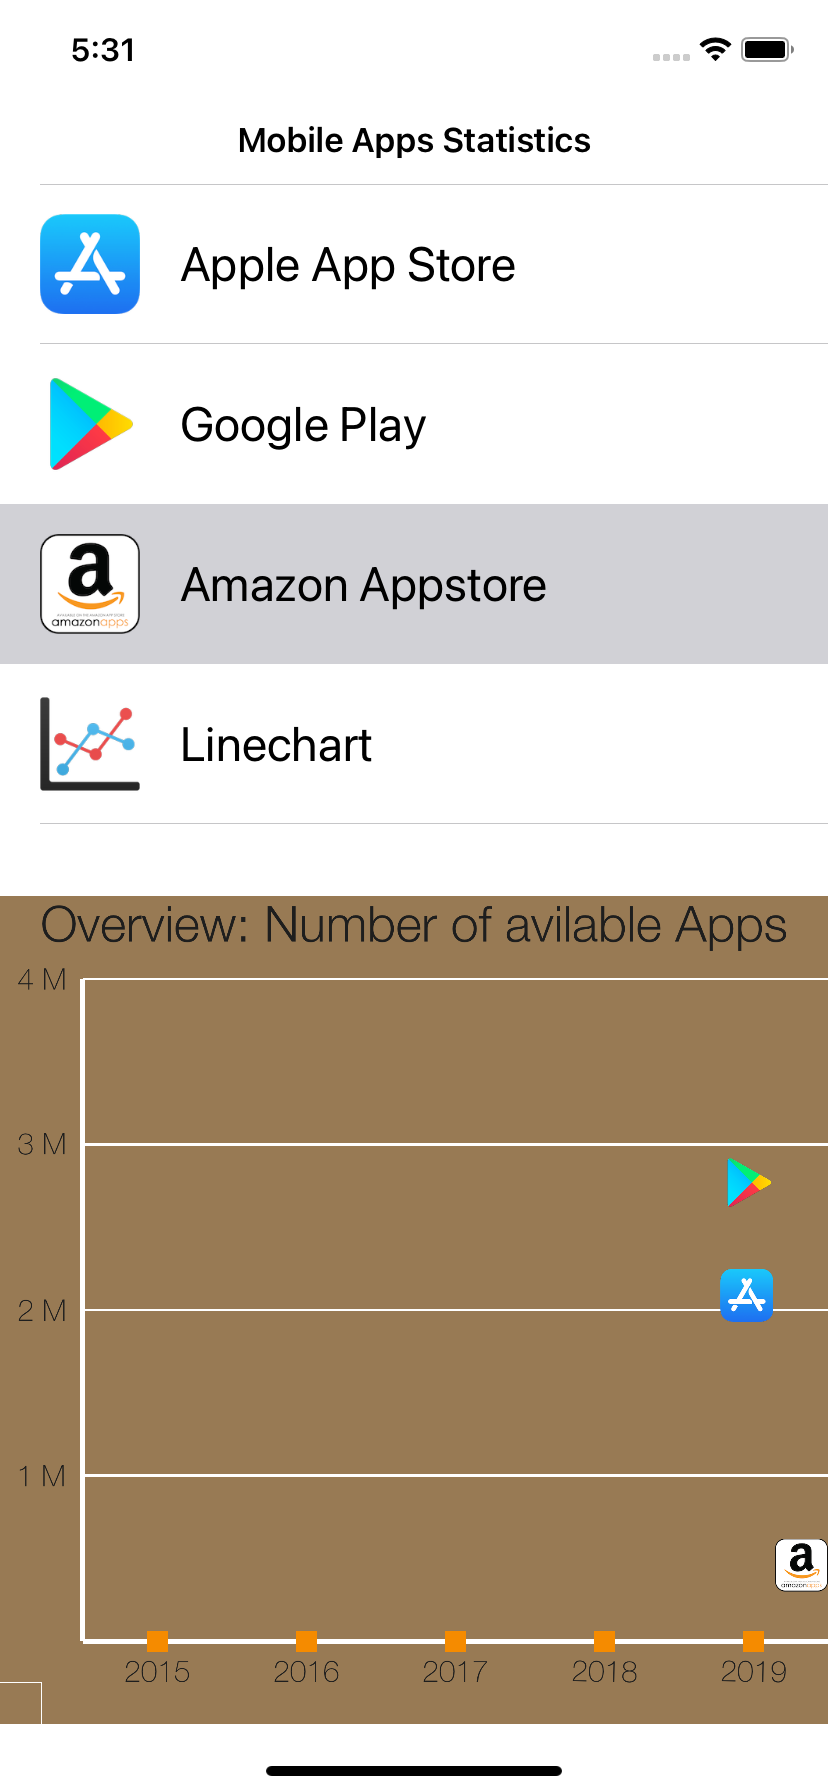 5:31
Mobile Apps Statistics
Apple App Store
Google Play
a
amazonapps
Amazon Appstore
Linechart
Overview: Number of avilable Apps
4 M
3 M
2 M
1 M
a
amazonapps
2015 2016 2017 2018 2019